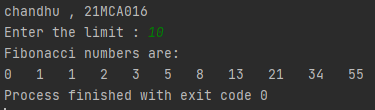 chandhu , 21MCA016
Enter the limit : 10
Fibonacci numbers are:
0 1 1 2 3 5 8 13 21 34 55
Process finished with exit code 0